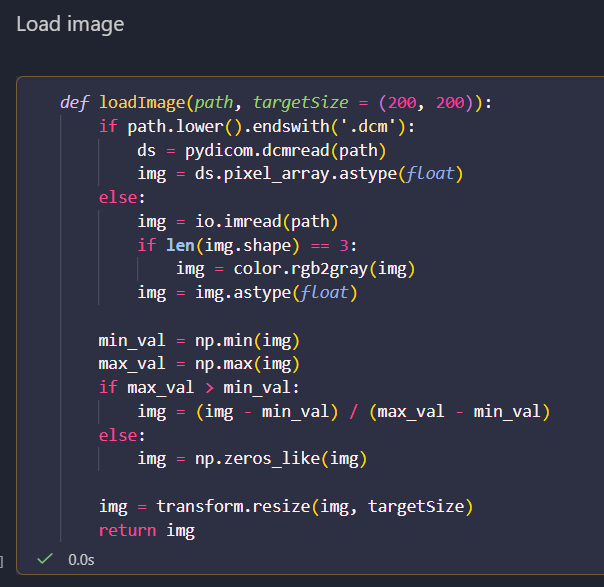 Load image
def loadImage(path, targetSize = (200, 200)):
    if path.lower().endswith('.dcm'):
        ds = pydicom.dcmread(path)
        img = ds.pixel_array.astype(float)
    else:
        img = io.imread(path)
        if len(img.shape) == 3:
            img = color.rgb2gray(img)
        img = img.astype(float)

    min_val = np.min(img)
    max_val = np.max(img)
    if max_val > min_val:
        img = (img - min_val) / (max_val - min_val)
    else:
        img = np.zeros_like(img)

    img = transform.resize(img, targetSize)
    return img
] ✓ 0.0s